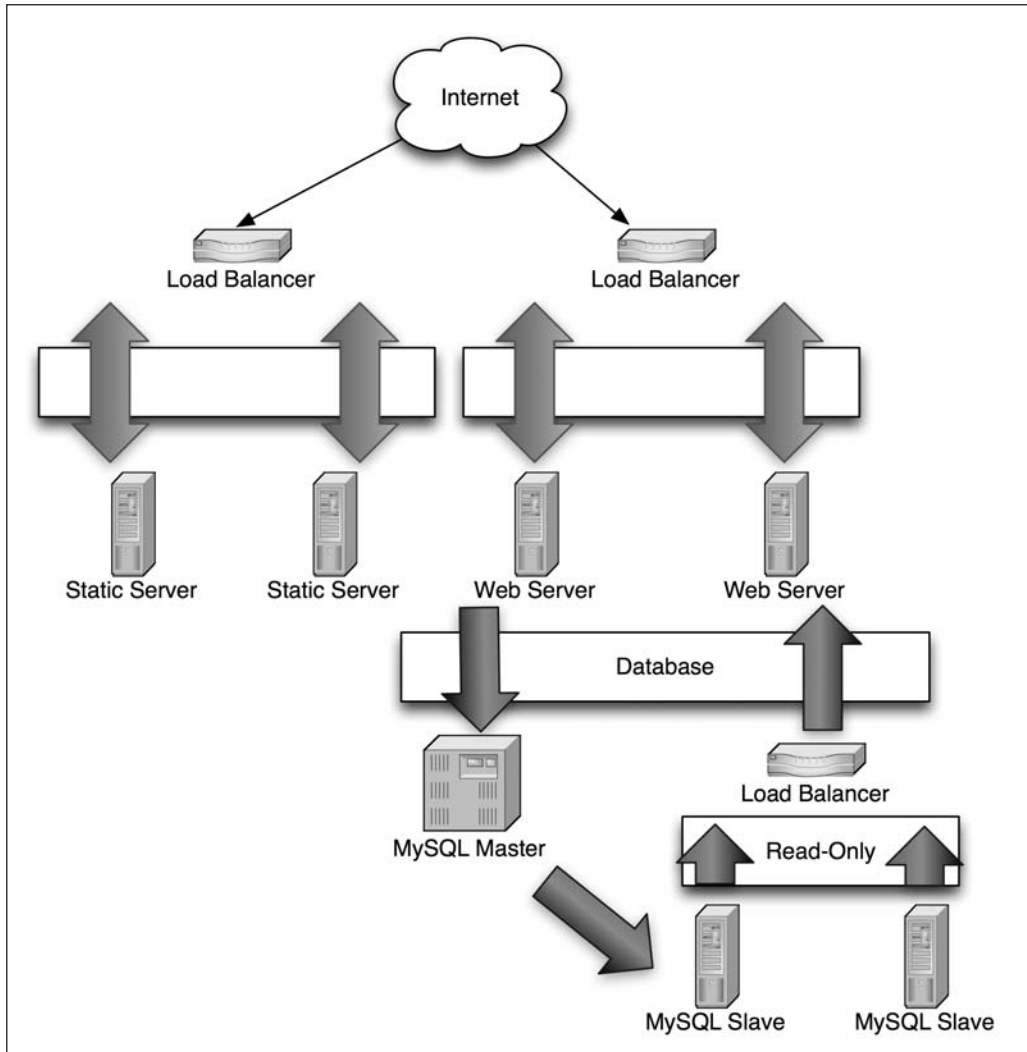 Internet
Load Balancer
Load Balancer
Static Server
Static Server
Web Server
Web Server
Database
MySQL Master
Load Balancer
Read-Only
MySQL Slave
MySQL Slave